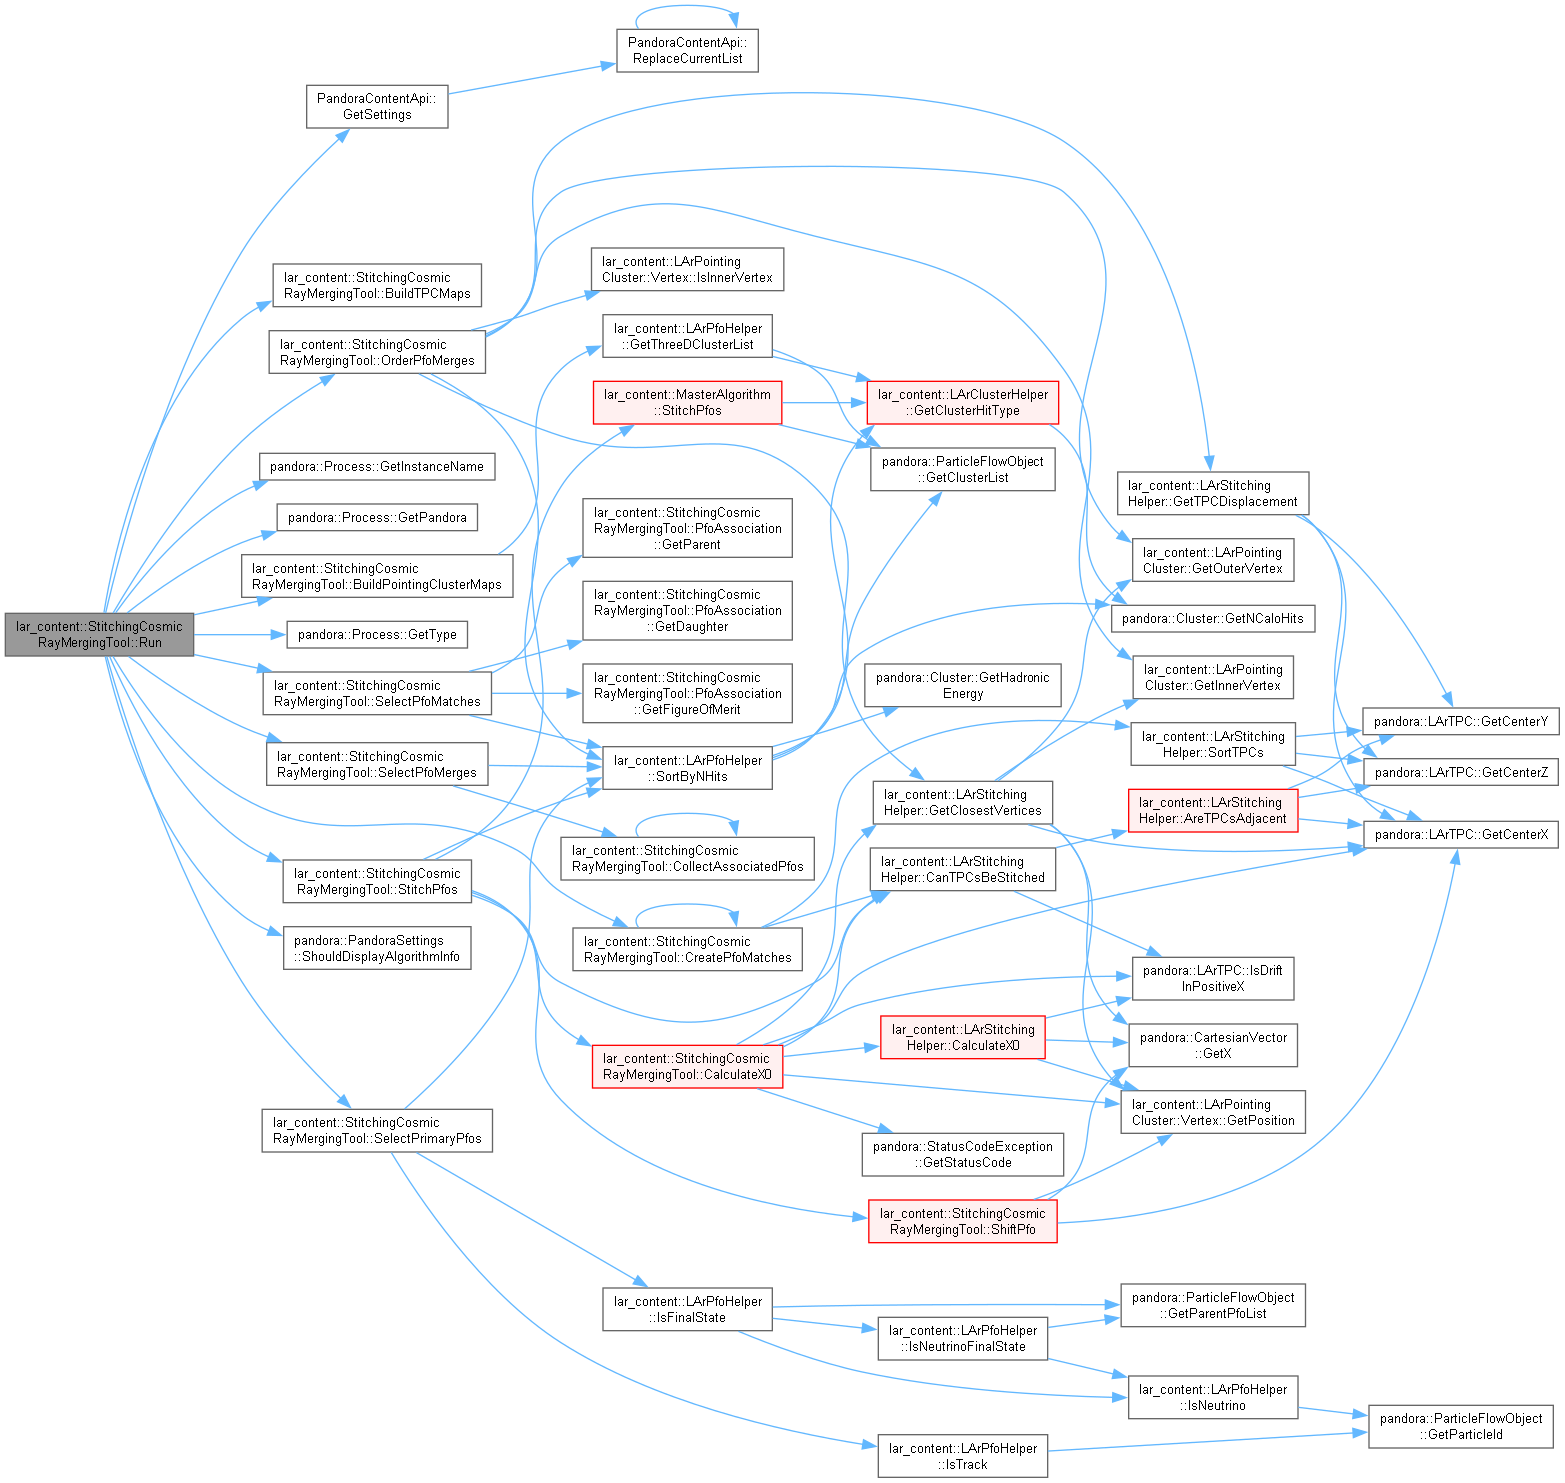 PandoraContentApi::
ReplaceCurrentList
PandoraContentApi::
GetSettings
lar_content::StitchingCosmic
RayMergingTool::BuildTPCMaps
lar_content::LArPointing
Cluster::Vertex::IsInnerVertex
lar_content::StitchingCosmic
RayMergingTool::OrderPfoMerges
lar_content::LArPfoHelper
::GetThreeDClusterList
lar_content::MasterAlgorithm
::StitchPfos
lar_content::LArClusterHelper
::GetClusterHitType
pandora::Process::GetInstanceName
pandora::ParticleFlowObject
::GetClusterList
lar_content::LArStitching
Helper::GetTPCDisplacement
pandora::Process::GetPandora
lar_content::StitchingCosmic
RayMergingTool::PfoAssociation
::GetParent
lar_content::LArPointing
Cluster::GetOuterVertex
lar_content::StitchingCosmic
RayMergingTool::BuildPointingClusterMaps
lar_content::StitchingCosmic
RayMergingTool::PfoAssociation
::GetDaughter
pandora::Cluster::GetNCaloHits
lar_content::StitchingCosmic
RayMergingTool::Run
pandora::Process::GetType
lar_content::StitchingCosmic
RayMergingTool::SelectPfoMatches
lar_content::StitchingCosmic
RayMergingTool::PfoAssociation
::GetFigureOfMerit
pandora::Cluster::GetHadronic
Energy
lar_content::LArPointing
Cluster::GetInnerVertex
pandora::LArTPC::GetCenterY
lar_content::StitchingCosmic
RayMergingTool::SelectPfoMerges
lar_content::LArPfoHelper
::SortByNHits
lar_content::LArStitching
Helper::SortTPCs
pandora::LArTPC::GetCenterZ
lar_content::LArStitching
Helper::GetClosestVertices
lar_content::LArStitching
Helper::AreTPCsAdjacent
pandora::LArTPC::GetCenterX
lar_content::StitchingCosmic
RayMergingTool::CollectAssociatedPfos
lar_content::StitchingCosmic
RayMergingTool::StitchPfos
lar_content::LArStitching
Helper::CanTPCsBeStitched
pandora::PandoraSettings
::ShouldDisplayAlgorithmInfo
lar_content::StitchingCosmic
RayMergingTool::CreatePfoMatches
pandora::LArTPC::IsDrift
InPositiveX
lar_content::StitchingCosmic
RayMergingTool::CalculateX0
lar_content::LArStitching
Helper::CalculateX0
pandora::CartesianVector
::GetX
lar_content::StitchingCosmic
RayMergingTool::SelectPrimaryPfos
pandora::StatusCodeException
::GetStatusCode
lar_content::LArPointing
Cluster::Vertex::GetPosition
lar_content::StitchingCosmic
RayMergingTool::ShiftPfo
lar_content::LArPfoHelper
::IsFinalState
pandora::ParticleFlowObject
::GetParentPfoList
lar_content::LArPfoHelper
::IsNeutrinoFinalState
lar_content::LArPfoHelper
::IsNeutrino
pandora::ParticleFlowObject
::GetParticleId
lar_content::LArPfoHelper
::IsTrack